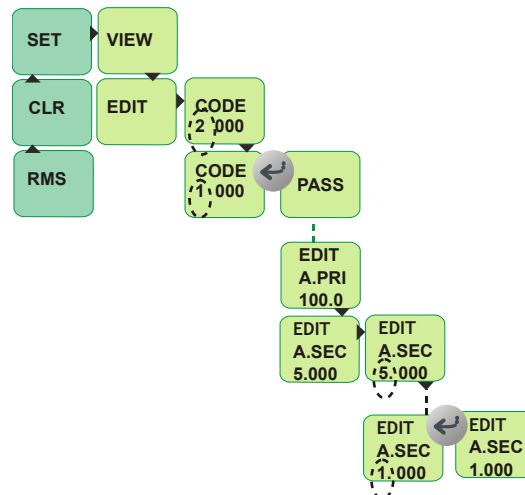 SET
VIEW
CLR
EDIT
CODE
2 000
RMS
CODE
1 000
PASS
EDIT
A.PRI
100.0
EDIT
A.SEC
5.000
EDIT
A.SEC
5.000
EDIT
A.SEC
1.000
EDIT
A.SEC
1.000